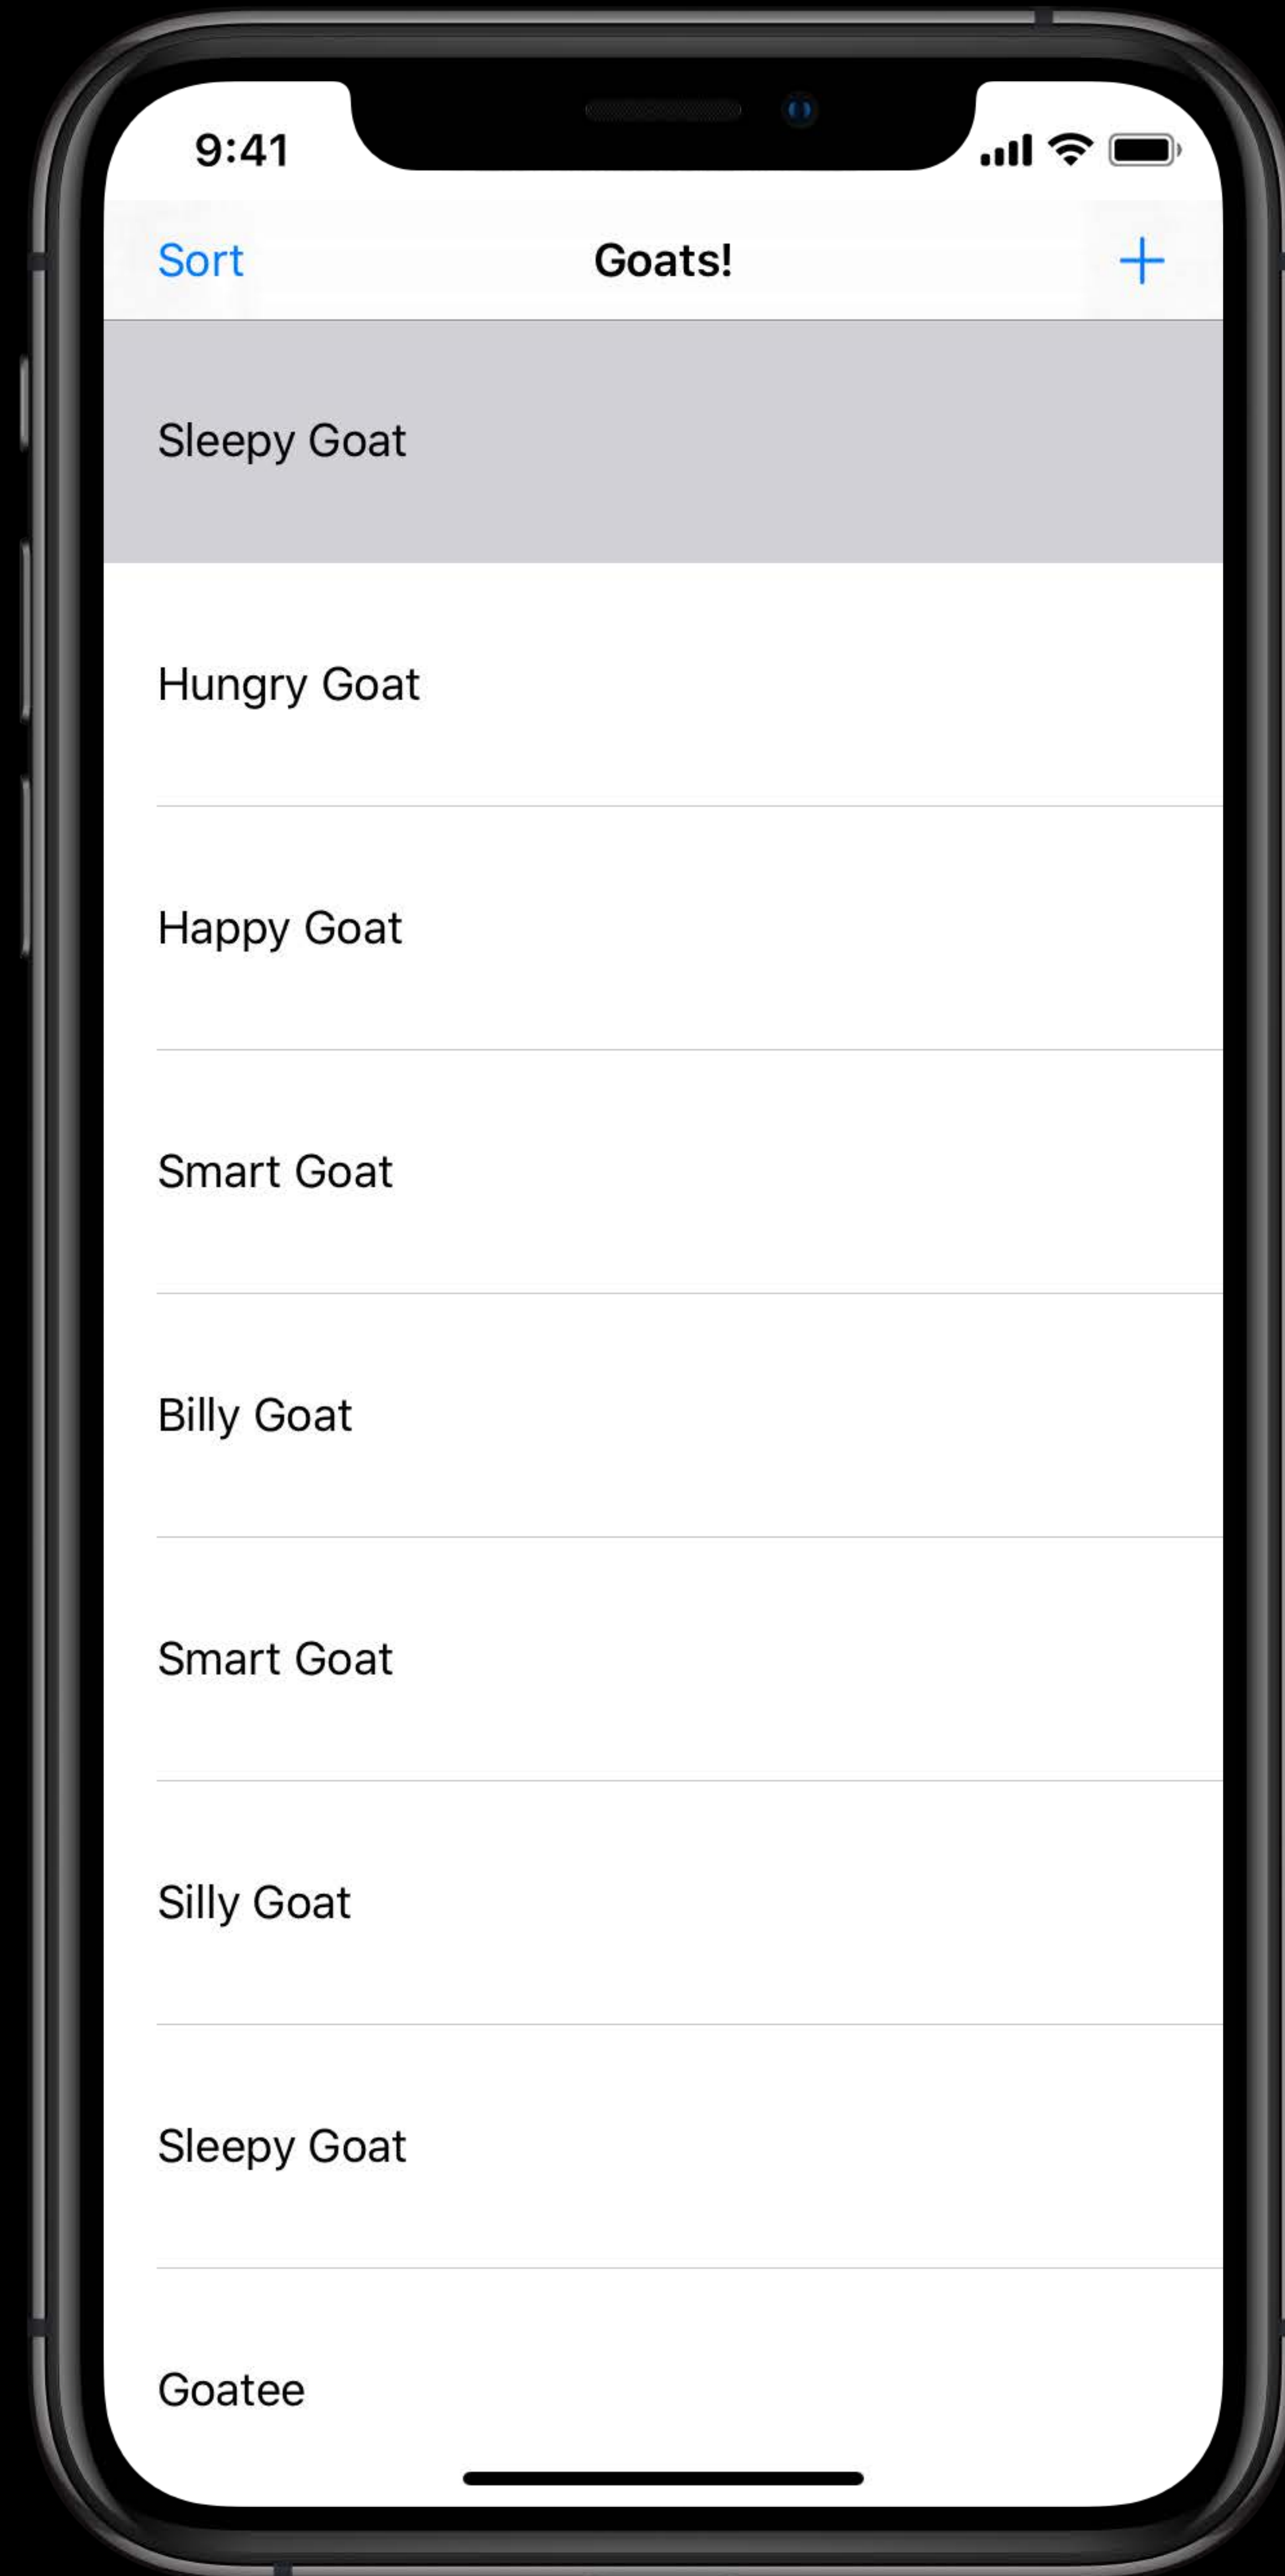 9:41
Sort Goats! +
Sleepy Goat
Hungry Goat
Happy Goat
Smart Goat
Billy Goat
Smart Goat
Silly Goat
Sleepy Goat
Goatee